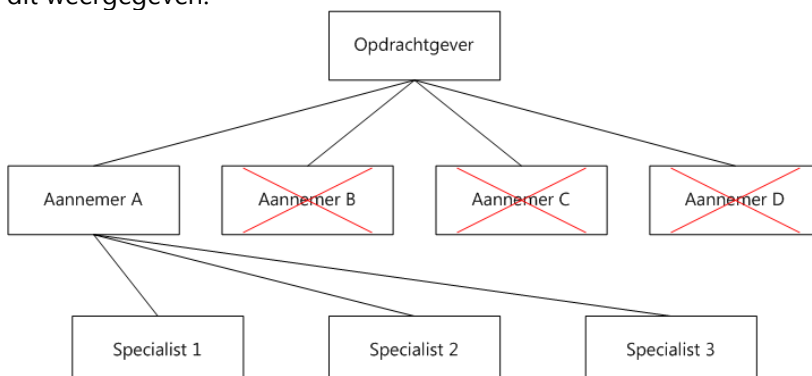 dit weergegeven.
Opdrachtgever
Aannemer A
Aannemer B
Aannemer C
Aannemer D
Specialist 1
Specialist 2
Specialist 3